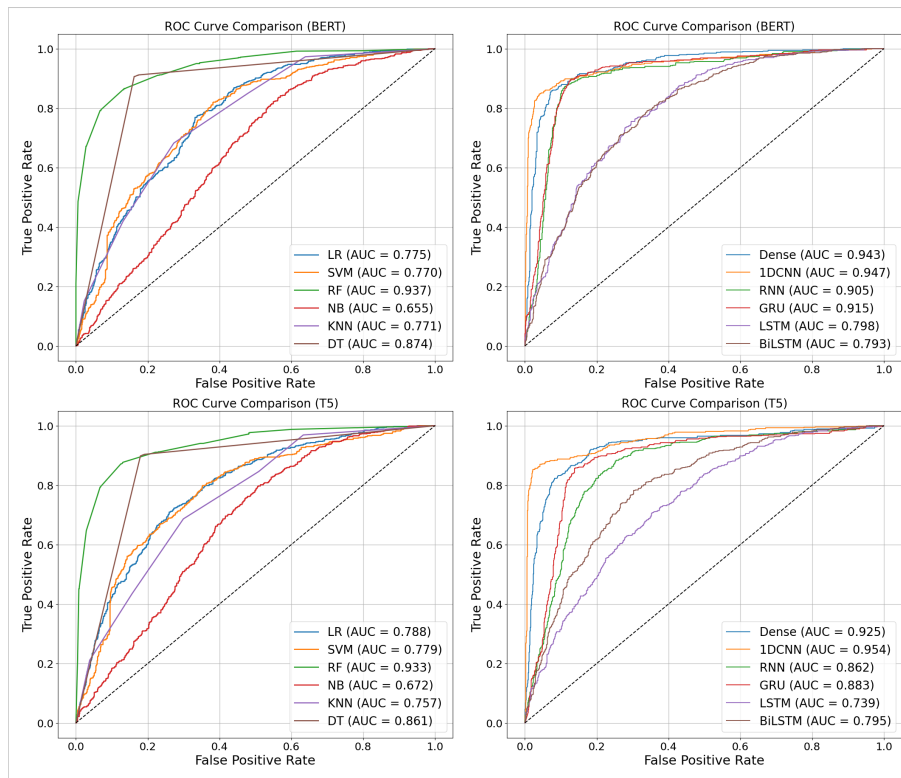 ROC Curve Comparison (BERT)
True Positive Rate
1.0
0.8
0.6
0.4
0.2
0.0
LR (AUC = 0.775)
SVM (AUC = 0.770)
RF (AUC = 0.937)
NB (AUC = 0.655)
KNN (AUC = 0.771)
DT (AUC = 0.874)
0.0 0.2 0.4 0.6 0.8 1.0
False Positive Rate
ROC Curve Comparison (BERT)
True Positive Rate
1.0
0.8
0.6
0.4
0.2
0.0
Dense (AUC = 0.943)
1DCNN (AUC = 0.947)
RNN (AUC = 0.905)
GRU (AUC = 0.915)
LSTM (AUC = 0.798)
BiLSTM (AUC = 0.793)
0.0 0.2 0.4 0.6 0.8 1.0
False Positive Rate
ROC Curve Comparison (T5)
True Positive Rate
1.0
0.8
0.6
0.4
0.2
0.0
LR (AUC = 0.788)
SVM (AUC = 0.779)
RF (AUC = 0.933)
NB (AUC = 0.672)
KNN (AUC = 0.757)
DT (AUC = 0.861)
0.0 0.2 0.4 0.6 0.8 1.0
False Positive Rate
ROC Curve Comparison (T5)
True Positive Rate
1.0
0.8
0.6
0.4
0.2
0.0
Dense (AUC = 0.925)
1DCNN (AUC = 0.954)
RNN (AUC = 0.862)
GRU (AUC = 0.883)
LSTM (AUC = 0.739)
BiLSTM (AUC = 0.795)
0.0 0.2 0.4 0.6 0.8 1.0
False Positive Rate